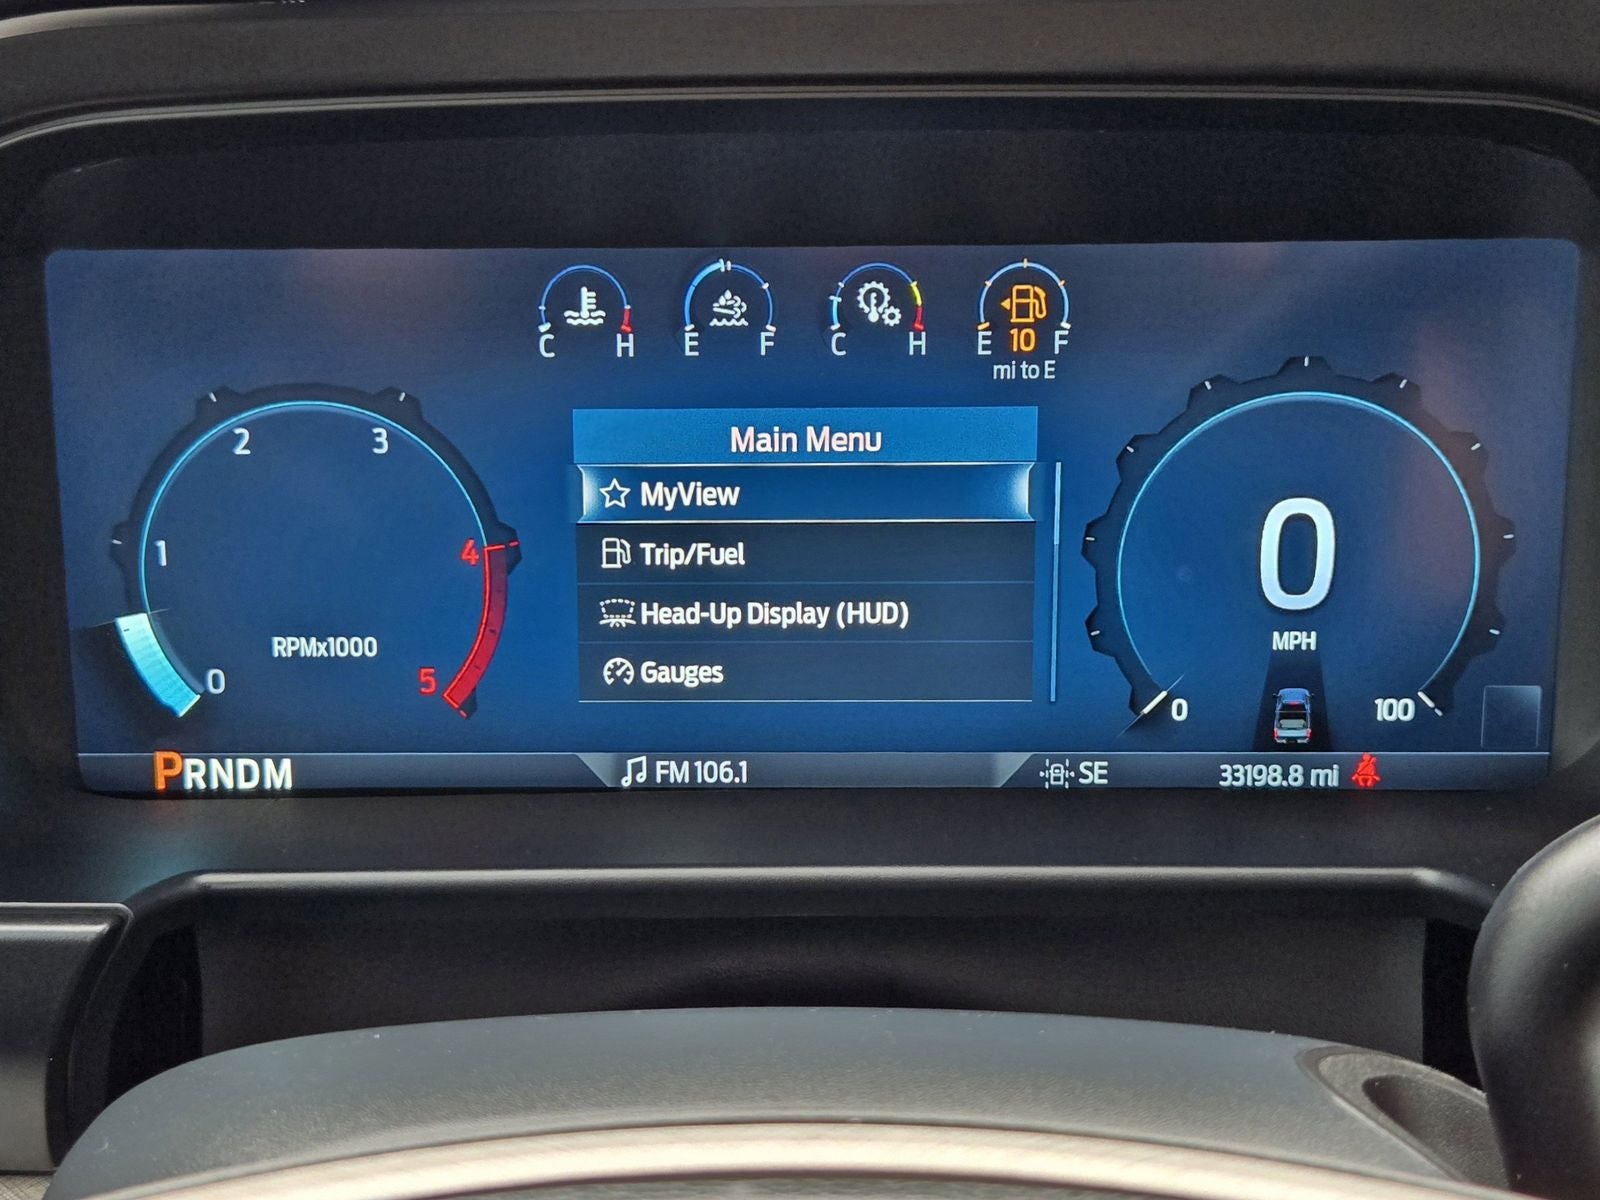 C H
E F
C H
E 10 F
mi to E
2 3
1 4
0 5
RPMx1000
Main Menu
MyView
Trip/Fuel
Head-Up Display (HUD)
Gauges
0
MPH
0 100
PRNDM
FM 106.1
SE
33198.8 mi